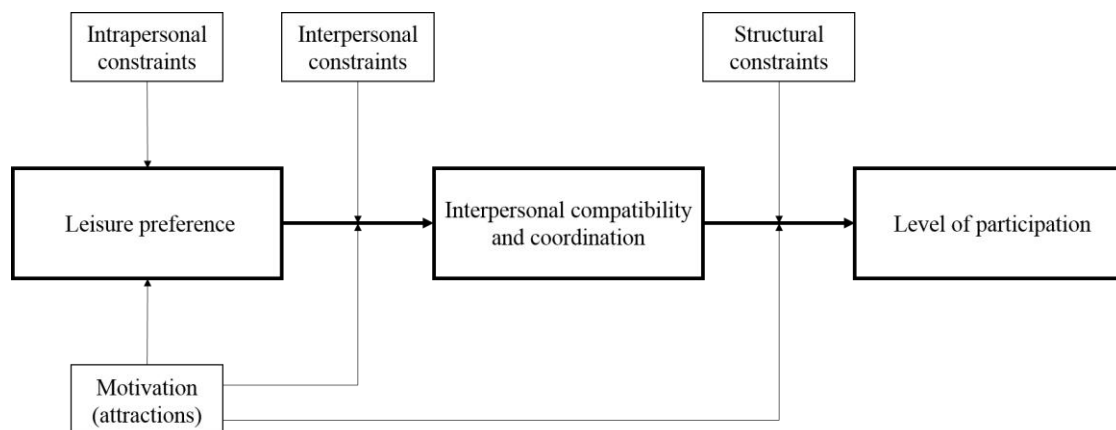 Intrapersonal
constraints
Interpersonal
constraints
Structural
constraints
Leisure preference
Interpersonal compatibility
and coordination
Level of participation
Motivation
(attractions)